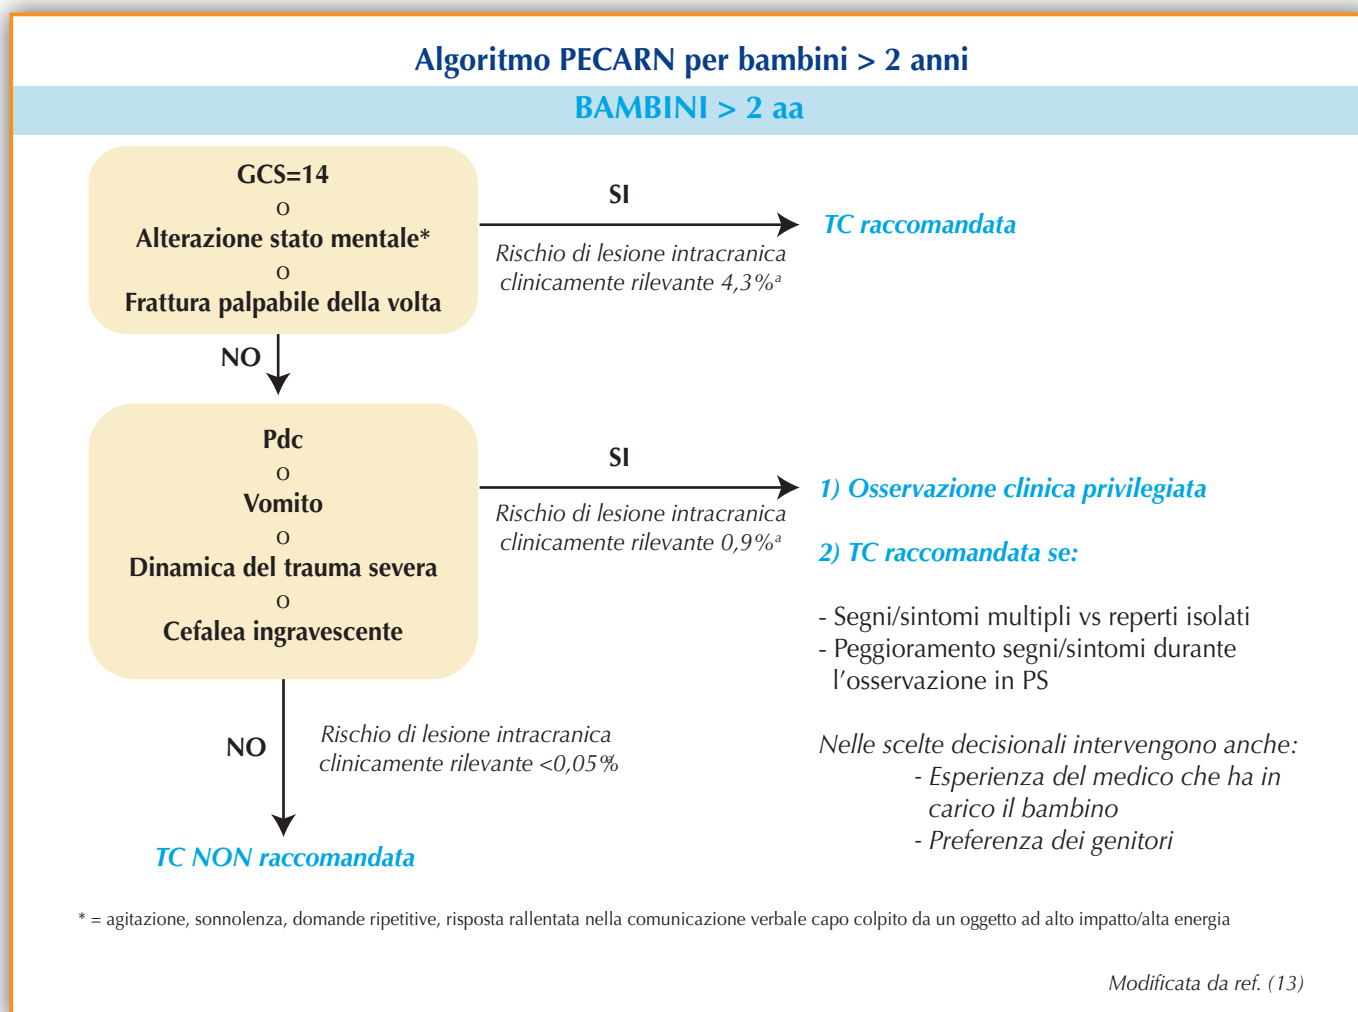 Algoritmo PECARN per bambini > 2 anni
BAMBINI > 2 aa
GCS=14
o
Alterazione stato mentale*
o
Frattura palpabile della volta
SI
Rischio di lesione intracranica
clinicamente rilevante 4,3%ª
TC raccomandata
NO
Pdc
o
Vomito
o
Dinamica del trauma severa
o
Cefalea ingravescente
SI
Rischio di lesione intracranica
clinicamente rilevante 0,9%ª
1) Osservazione clinica privilegiata
2) TC raccomandata se:
- Segni/sintomi multipli vs reperti isolati
- Peggioramento segni/sintomi durante
l'osservazione in PS
Nelle scelte decisionali intervengono anche:
- Esperienza del medico che ha in
carico il bambino
- Preferenza dei genitori
NO
Rischio di lesione intracranica
clinicamente rilevante <0,05%
TC NON raccomandata
* = agitazione, sonnolenza, domande ripetitive, risposta rallentata nella comunicazione verbale capo colpito da un oggetto ad alto impatto/alta energia
Modificata da ref. (13)